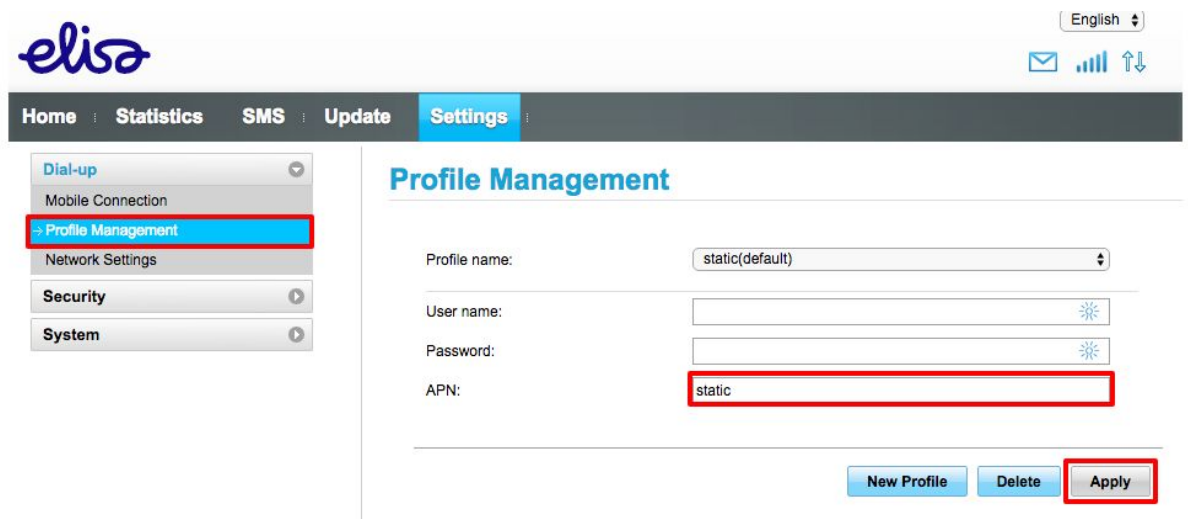 English
elisa
Home Statistics SMS Update Settings
Dial-up
Mobile Connection
Profile Management
Network Settings
Security
System
Profile Management
Profile name: static(default)
User name:
Password:
APN: static
New Profile Delete Apply